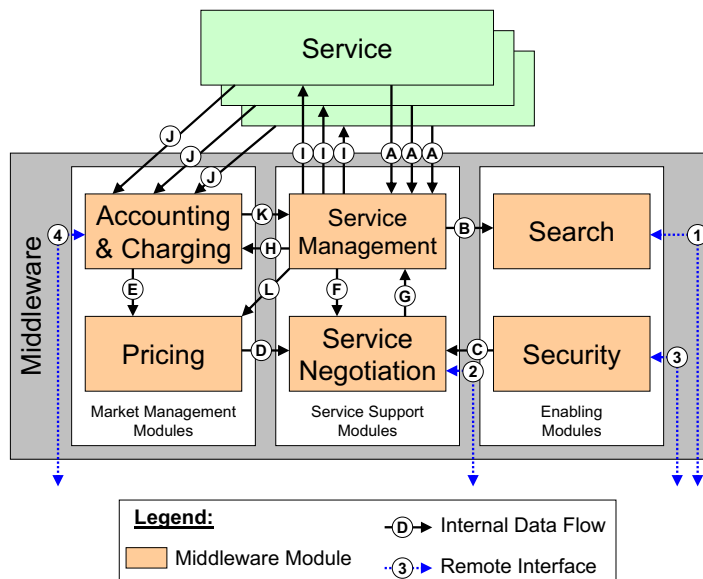 Service
J
J
J
I
I
I
A
A
A
Middleware
Accounting
& Charging
K
H
Service
Management
B
Search
4
1
E
L
F
G
Pricing
D
Service
Negotiation
C
Security
2
3
Market Management
Modules
Service Support
Modules
Enabling
Modules
Legend:
D
Internal Data Flow
Middleware Module
3
Remote Interface